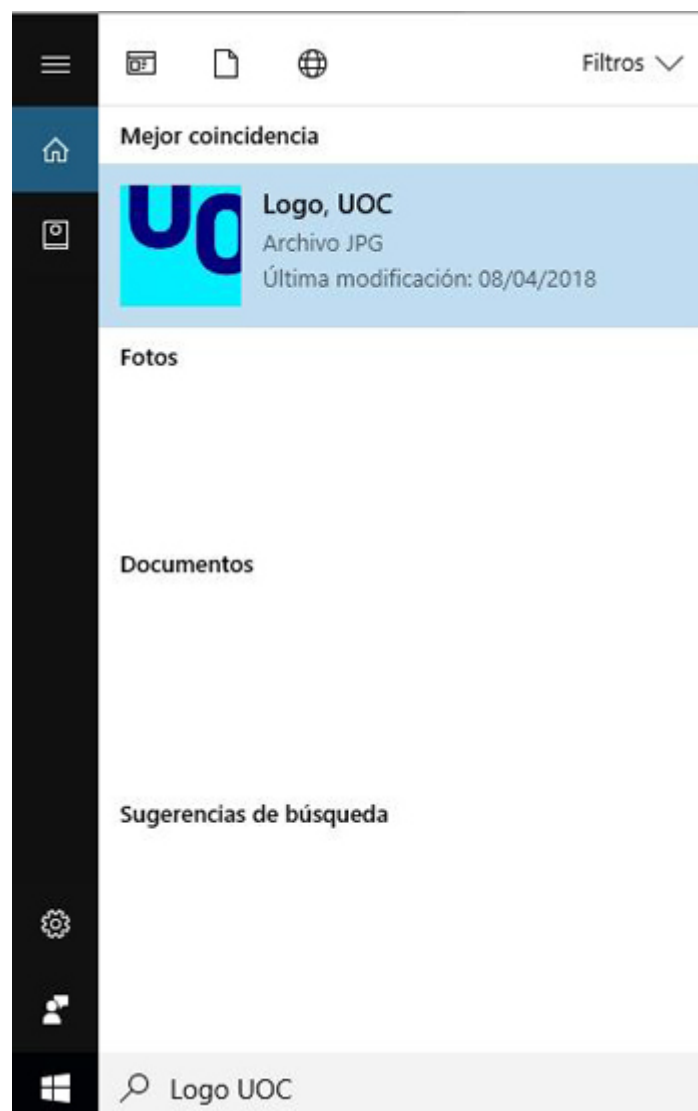 Filtros
Mejor coincidencia
UO
Logo, UOC
Archivo JPG
Última modificación: 08/04/2018
Fotos
Documentos
Sugerencias de búsqueda
Logo UOC